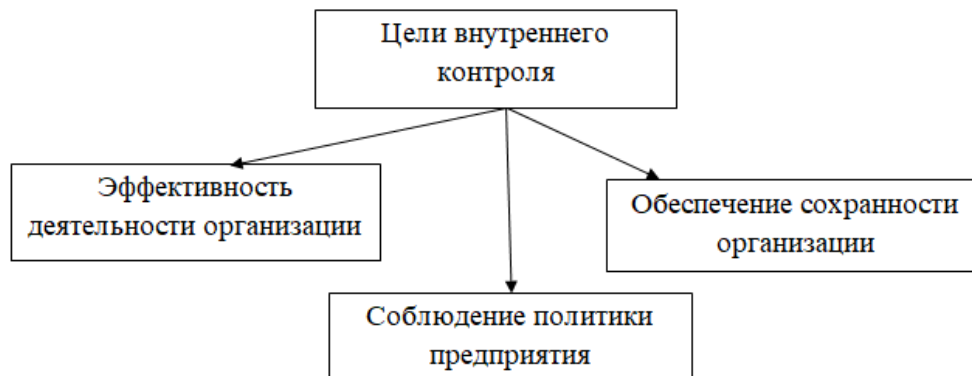 Цели внутреннего
контроля
Эффективность
деятельности организации
Обеспечение сохранности
организации
Соблюдение политики
предприятия